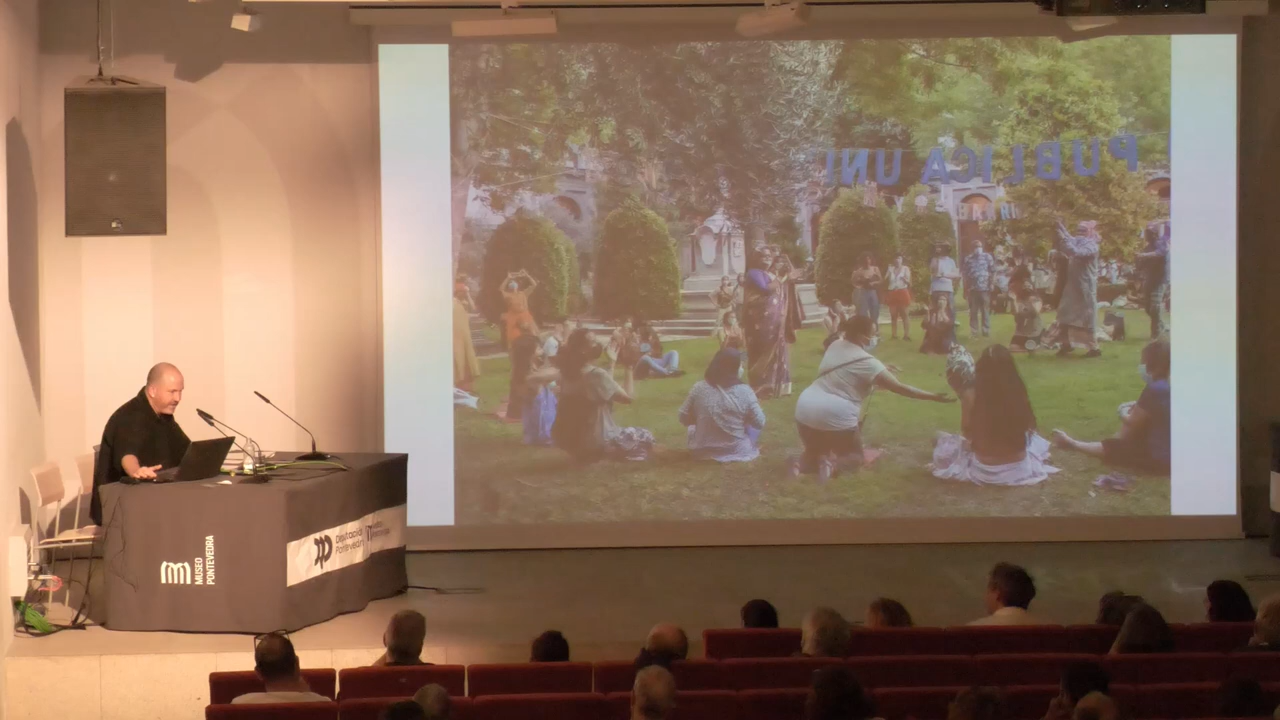 PUBLICA UNI
MUSEO
PONTEVEDRA
Deputación
Pontevedra